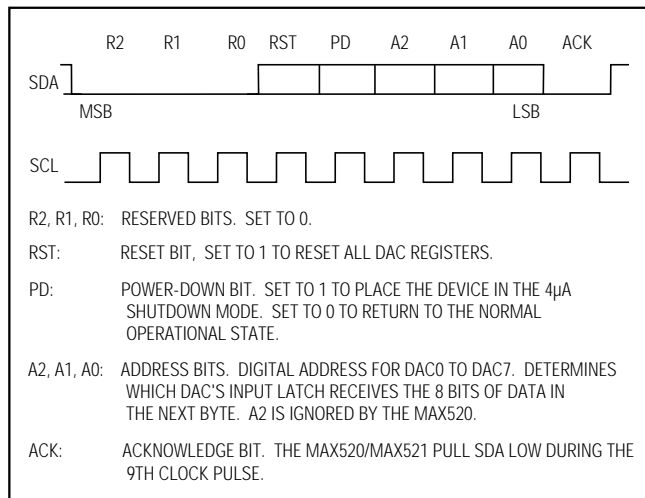 R2 R1 R0 RST PD A2 A1 A0 ACK
SDA
MSB LSB
SCL
R2, R1, R0: RESERVED BITS. SET TO 0.
RST: RESET BIT, SET TO 1 TO RESET ALL DAC REGISTERS.
PD: POWER-DOWN BIT. SET TO 1 TO PLACE THE DEVICE IN THE 4µA
SHUTDOWN MODE. SET TO 0 TO RETURN TO THE NORMAL
OPERATIONAL STATE.
A2, A1, A0: ADDRESS BITS. DIGITAL ADDRESS FOR DAC0 TO DAC7. DETERMINES
WHICH DAC'S INPUT LATCH RECEIVES THE 8 BITS OF DATA IN
THE NEXT BYTE. A2 IS IGNORED BY THE MAX520.
ACK: ACKNOWLEDGE BIT. THE MAX520/MAX521 PULL SDA LOW DURING THE
9TH CLOCK PULSE.